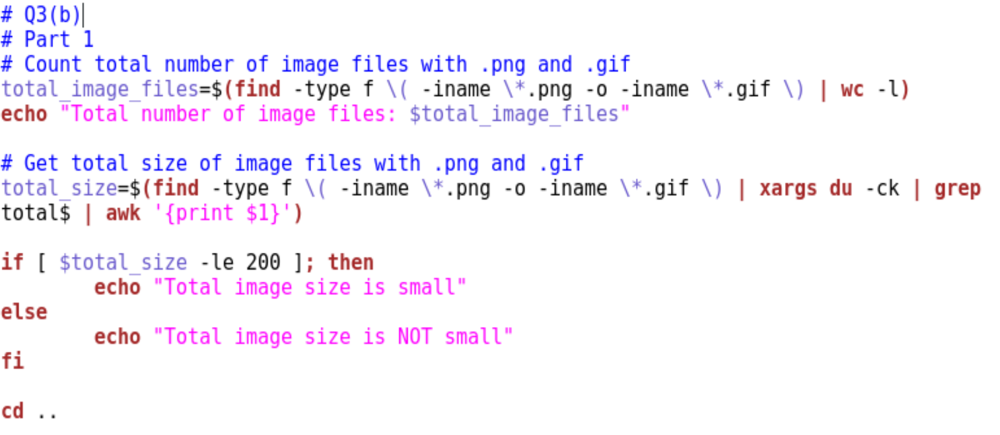 # Q3(b)
# Part 1
# Count total number of image files with .png and .gif
total_image_files=$(find -type f \( -iname \*.png -o -iname \*.gif \) | wc -l)
echo "Total number of image files: $total_image_files"
# Get total size of image files with .png and .gif
total_size=$(find -type f \( -iname \*.png -o -iname \*.gif \) | xargs du -ck | grep
total$ | awk '{print $1}')
if [ $total_size -le 200 ]; then
echo "Total image size is small"
else
echo "Total image size is NOT small"
fi
cd ..